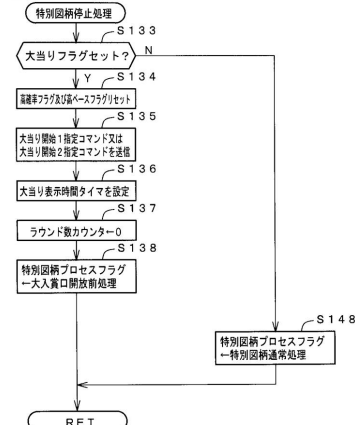 特別図柄停止処理
S133
大当りフラグセット?
N
Y
S134
高確率フラグ及び高ベースフラグリセット
S135
大当り開始1指定コマンド又は
大当り開始2指定コマンドを送信
S136
大当り表示時間タイマを設定
S137
ラウンド数カウンタ←0
S138
特別図柄プロセスフラグ
←大入賞口開放前処理
S148
特別図柄プロセスフラグ
←特別図柄通常処理
RET